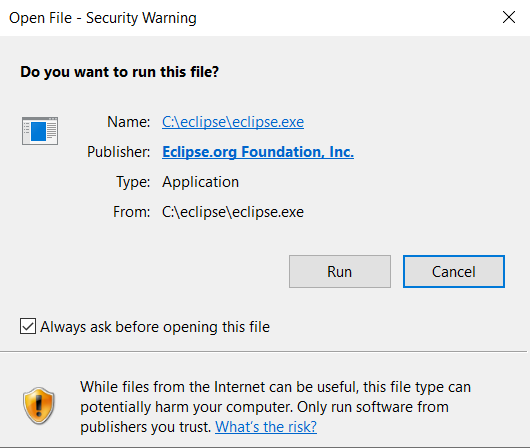 Open File - Security Warning
Do you want to run this file?
Name: C:\eclipse\eclipse.exe
Publisher: Eclipse.org Foundation, Inc.
Type: Application
From: C:\eclipse\eclipse.exe
Run Cancel
Always ask before opening this file
While files from the Internet can be useful, this file type can
potentially harm your computer. Only run software from
publishers you trust. What's the risk?